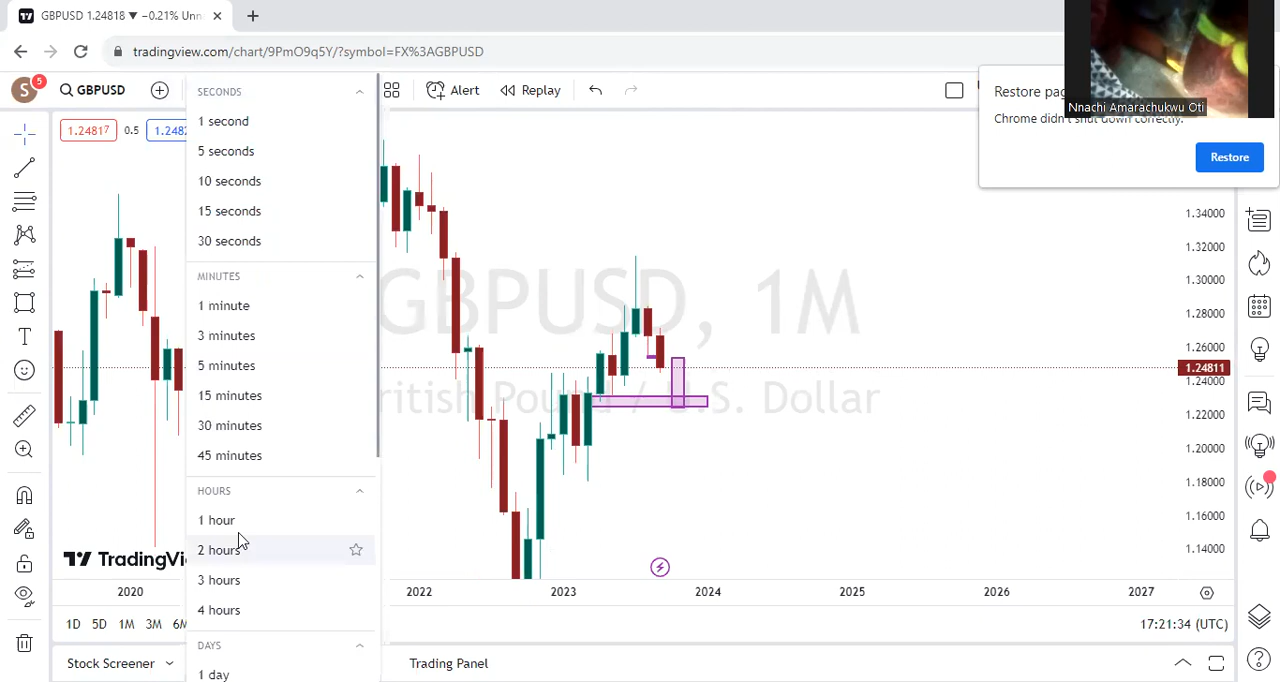 GBPUSD 1.24818 ▼ −0.21% Unn
tradingview.com/chart/9PmO9q5Y/?symbol=FX%3AGBPUSD
Nnachi Amarachukwu Oti
Restore pag
Chrome didn't shut down correctly.
Restore
S 5
GBPUSD
Alert
Replay
1.24817
0.5
1.2482
SECONDS
1 second
5 seconds
10 seconds
15 seconds
30 seconds
MINUTES
1 minute
3 minutes
5 minutes
15 minutes
30 minutes
45 minutes
HOURS
1 hour
2 hours
3 hours
4 hours
DAYS
1 day
GBPUSD, 1M
British Pound / U.S. Dollar
1.34000
1.32000
1.30000
1.28000
1.26000
1.24811
1.24000
1.22000
1.20000
1.18000
1.16000
1.14000
TradingVie
2020
2022
2023
2024
2025
2026
2027
1D 5D 1M 3M 6M
17:21:34 (UTC)
Stock Screener
Trading Panel